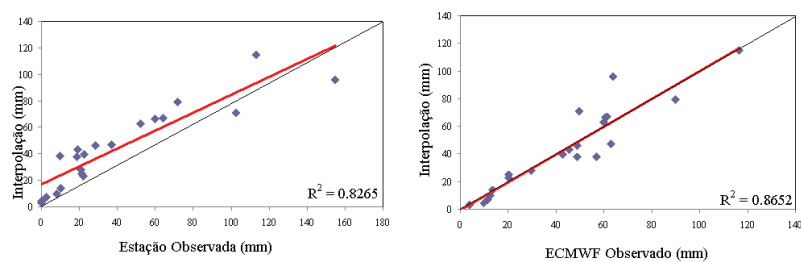 140
120
100
80
60
40
20
0
Interpolação (mm)
0 20 40 60 80 100 120 140 160 180
Estação Observada (mm)
R² = 0.8265
140
120
100
80
60
40
20
0
Interpolação (mm)
0 20 40 60 80 100 120 140
ECMWF Observado (mm)
R² = 0.8652